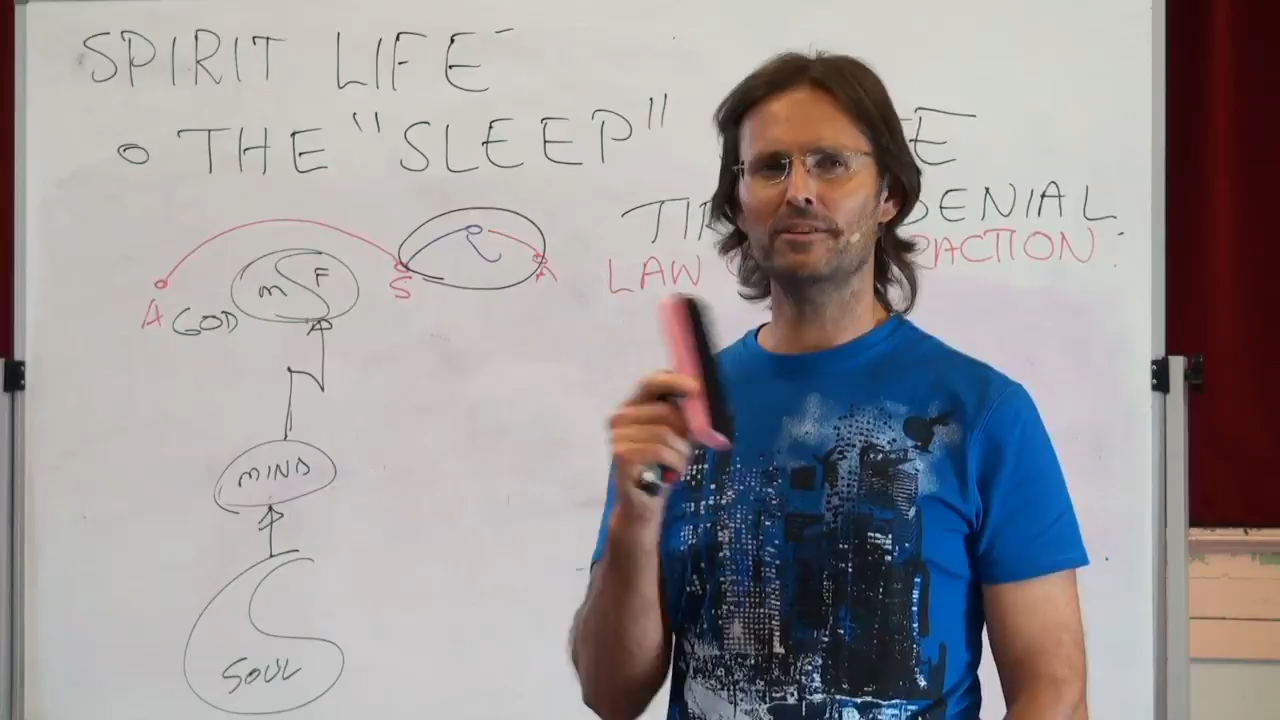 SPIRIT LIFE
THE "SLEEP"
DENIAL
LAW
A
GOD
m
F
S
A
MIND
SOUL